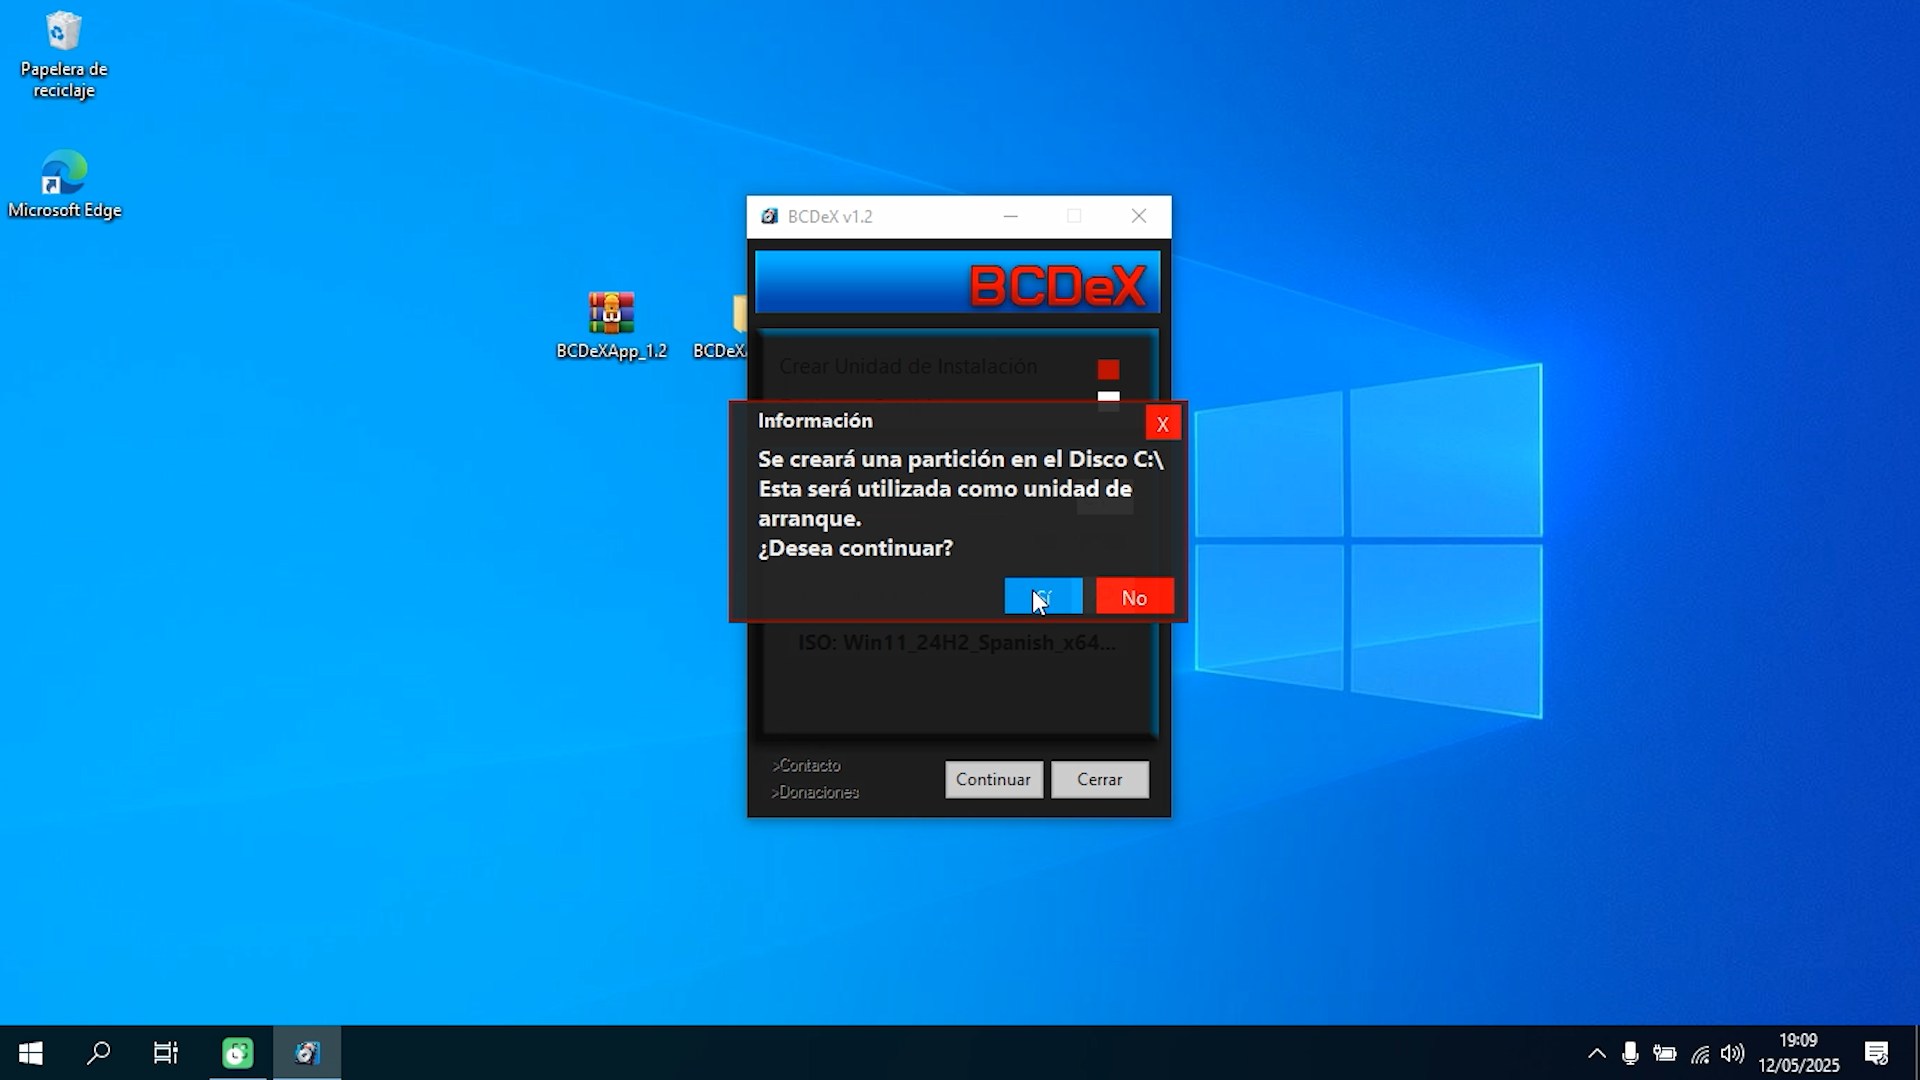 Papelera de
reciclaje
Microsoft Edge
BCDeXApp_1.2
BCDeX
BCDeX v1.2
BCDeX
Crear Unidad de Instalación
Información
X
Se creará una partición en el Disco C:\
Esta será utilizada como unidad de
arranque.
¿Desea continuar?
Sí
No
ISO: Win11_24H2_Spanish_x64...
>Contacto
>Donaciones
Continuar
Cerrar
19:09
12/05/2025